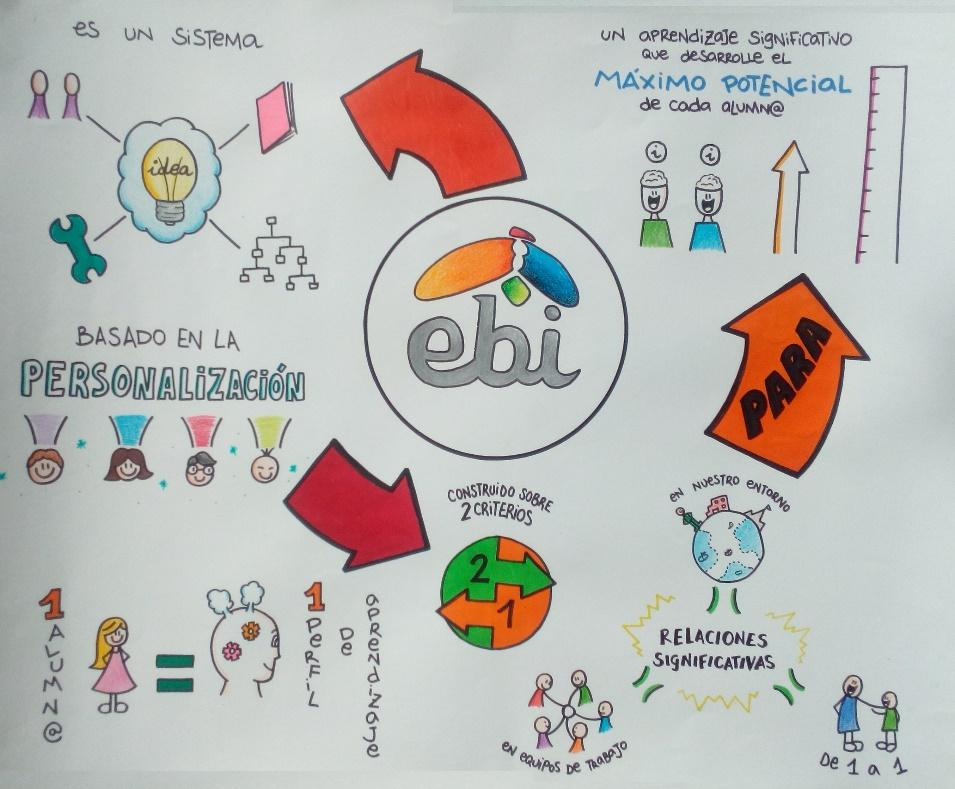 es UN SiSTEMA
idea
BASADO EN LA
PERSONALiZACiÓN
1 ALUMN@
=
1 PERFiL
DE
APRENDIZAJE
ebi
CONSTRUIDO SOBRE
2 CRITERIOS
2
1
RELACIONES
SIGNIFICATIVAS
EN NUESTRO ENTORNO
EN EQUIPOS DE TRABAJO
De 1 a 1
PARA
UN APRENDIZAJE SIGNIFICATIVO
QUE DESARROLLE EL
MÁXIMO POTENCIAL
de cada ALUMN@
i
i